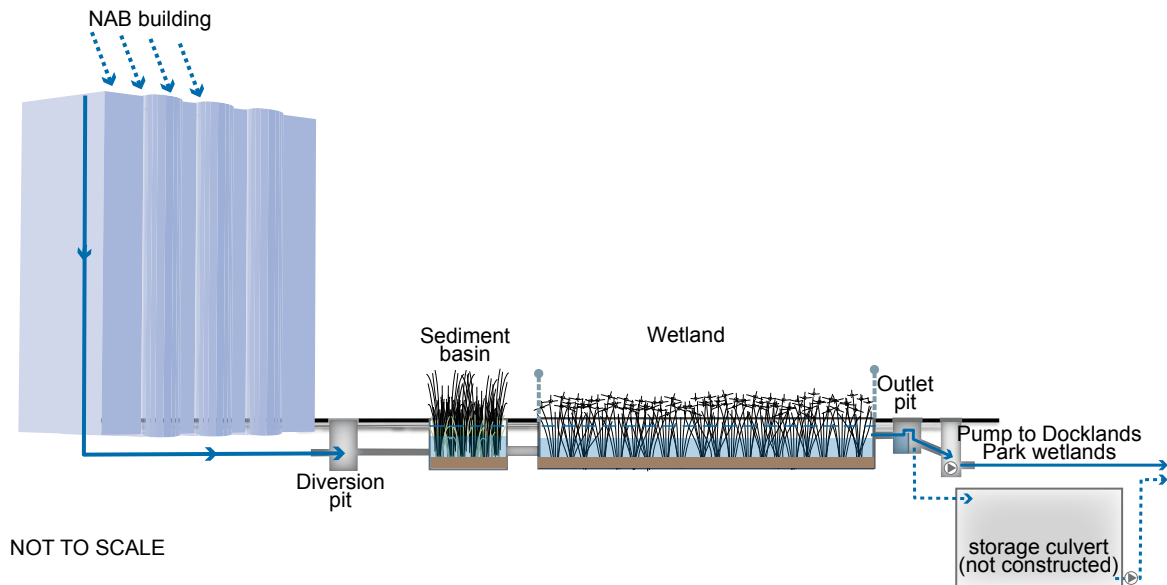 NAB building
Sediment
basin
Wetland
Outlet
pit
Pump to Docklands
Park wetlands
Diversion
pit
storage culvert
(not constructed)
NOT TO SCALE